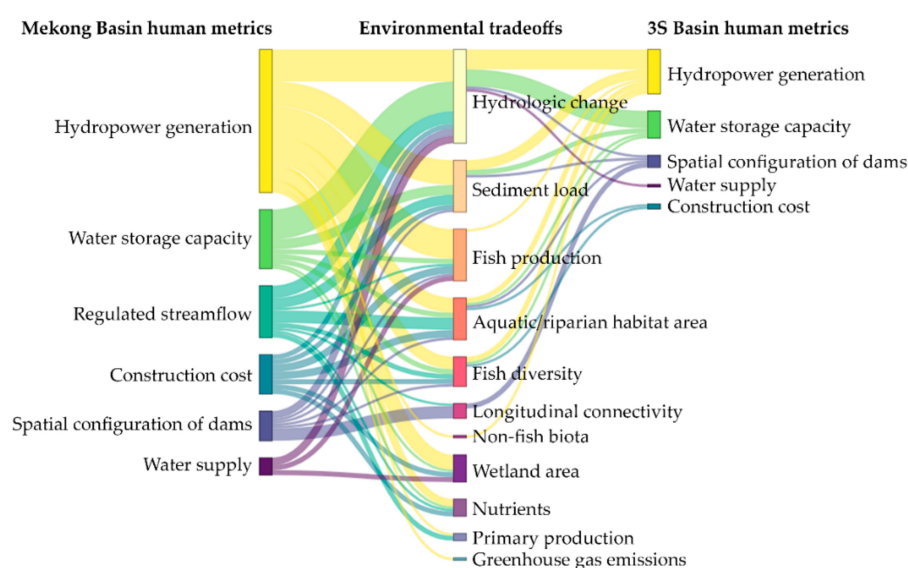 Mekong Basin human metrics
Environmental tradeoffs
3S Basin human metrics
Hydropower generation
Water storage capacity
Regulated streamflow
Construction cost
Spatial configuration of dams
Water supply
Hydrologic change
Sediment load
Fish production
Aquatic/riparian habitat area
Fish diversity
Longitudinal connectivity
Non-fish biota
Wetland area
Nutrients
Primary production
Greenhouse gas emissions
Hydropower generation
Water storage capacity
Spatial configuration of dams
Water supply
Construction cost